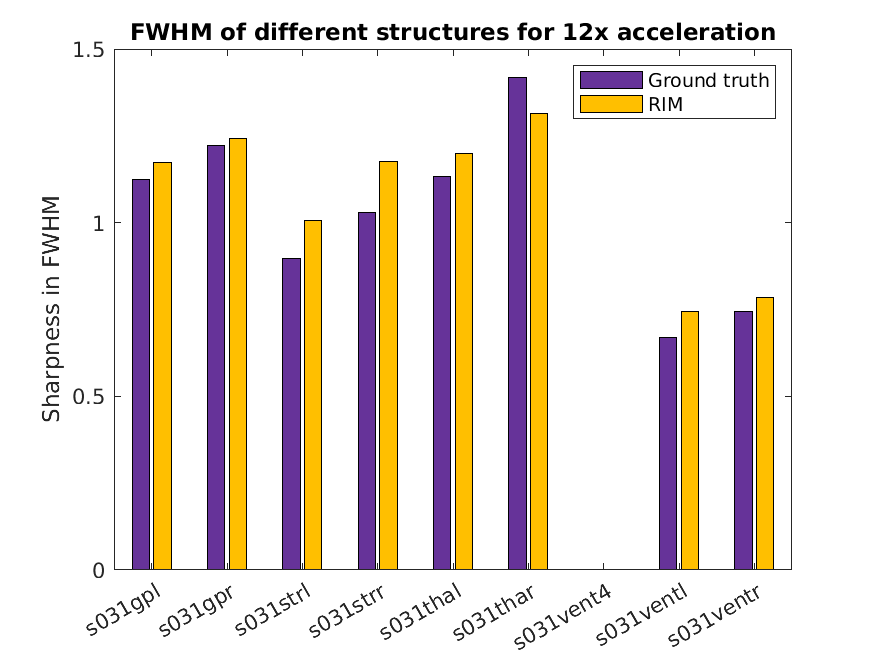 FWHM of different structures for 12x acceleration
Ground truth
RIM
Sharpness in FWHM
1.5
1
0.5
0
s031gpl
s031gpr
s031strl
s031strr
s031thal
s031thar
s031vent4
s031ventl
s031ventr